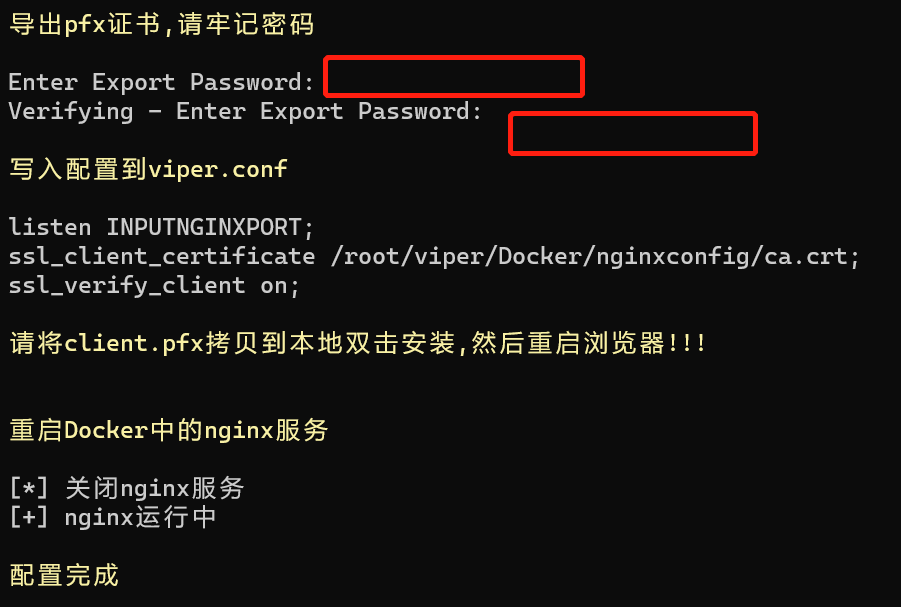 导出pfx证书,请牢记密码
Enter Export Password:
Verifying - Enter Export Password:
写入配置到viper.conf
listen INPUTNGINXPORT;
ssl_client_certificate /root/viper/Docker/nginxconfig/ca.crt;
ssl_verify_client on;
请将client.pfx拷贝到本地双击安装,然后重启浏览器!!!
重启Docker中的nginx服务
[*] 关闭nginx服务
[+] nginx运行中
配置完成